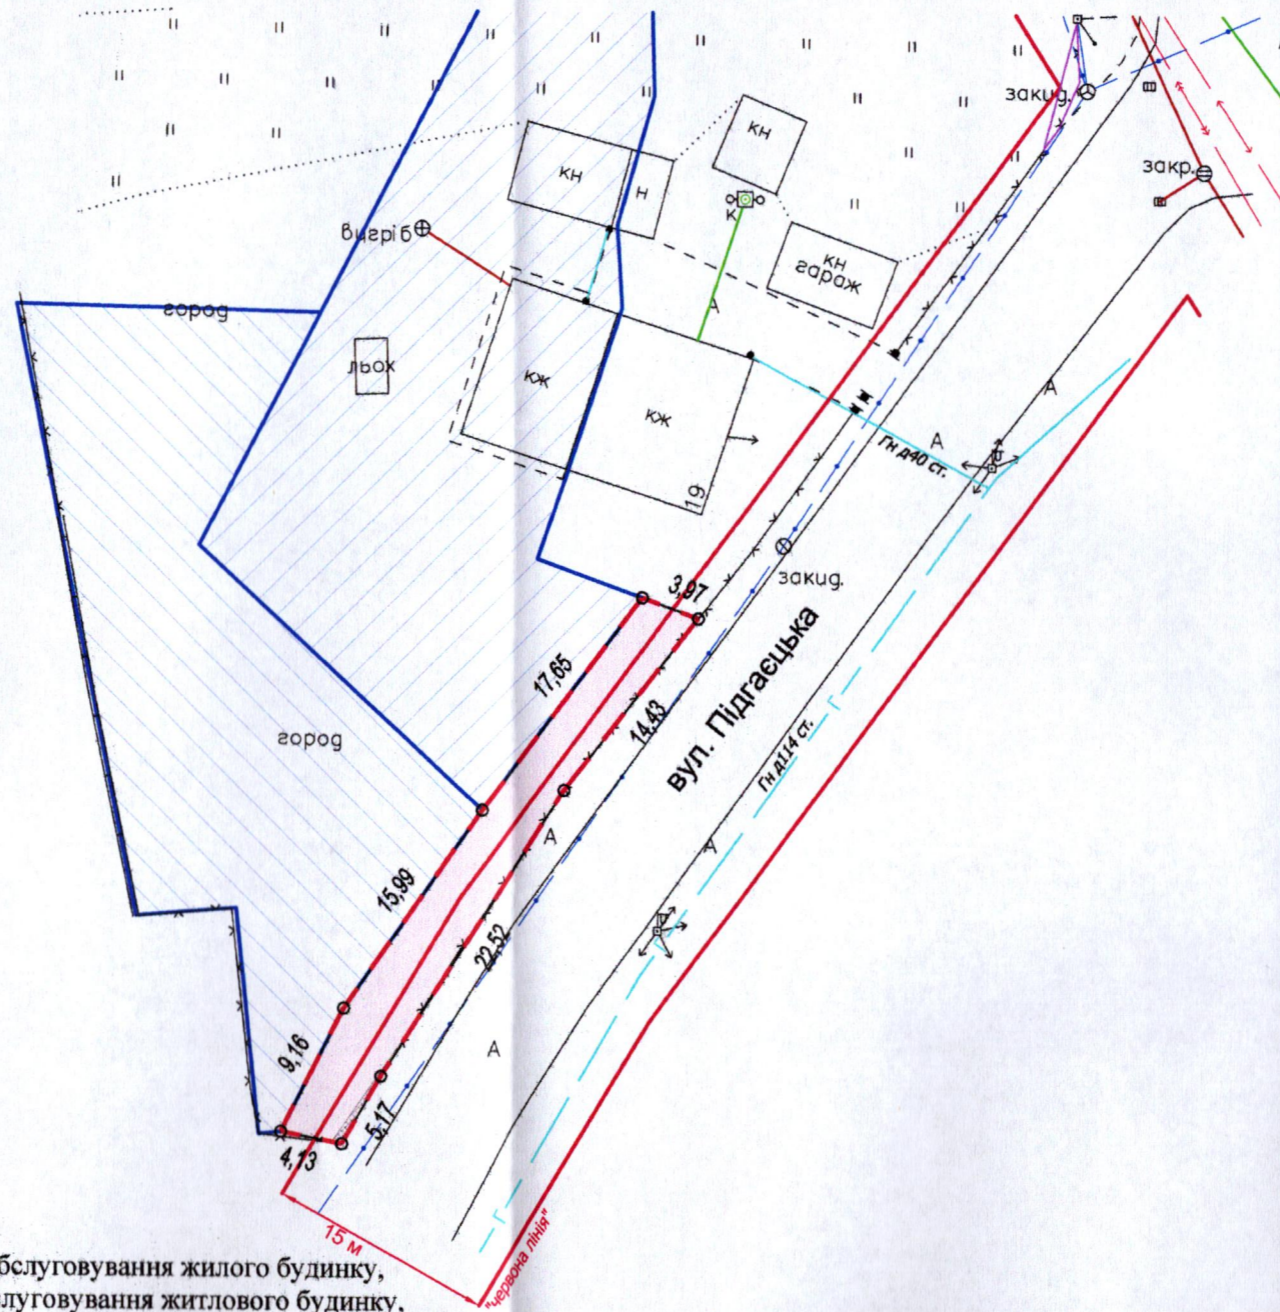 закид.
закр.
кн
кн
н
вигріб
К
кн
гараж
А
город
льох
кж
кж
А
А
Гн д40 ст.
19
3,97
закид.
17,65
вул. Підгаєцька
14,43
город
Г
Гн д114 ст.
А
А
15,99
22,52
Г
9,16
А
5,17
4,13
Г
15 м
"червона лінія"
бслуговування жилого будинку,
луговування житлового будинку,